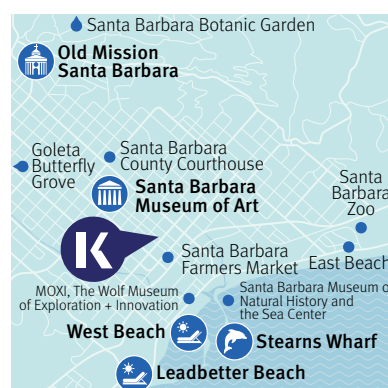 Santa Barbara Botanic Garden
Old Mission
Santa Barbara
Goleta
Butterfly
Grove
Santa Barbara
County Courthouse
Santa Barbara
Museum of Art
Santa
Barbara
Zoo
K
Santa Barbara
Farmers Market
East Beach
MOXI, The Wolf Museum
of Exploration + Innovation
Santa Barbara Museum of
Natural History and
the Sea Center
West Beach
Stearns Wharf
Leadbetter Beach